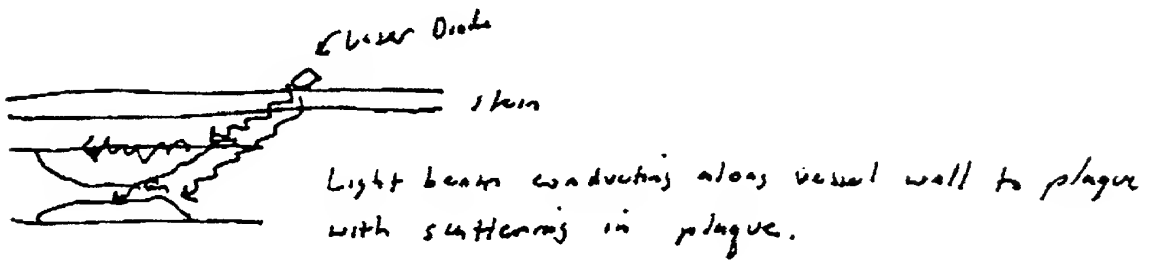 Laser Diode
skin
Light beam conducting along vessel wall to plaque
with scattering in plaque.